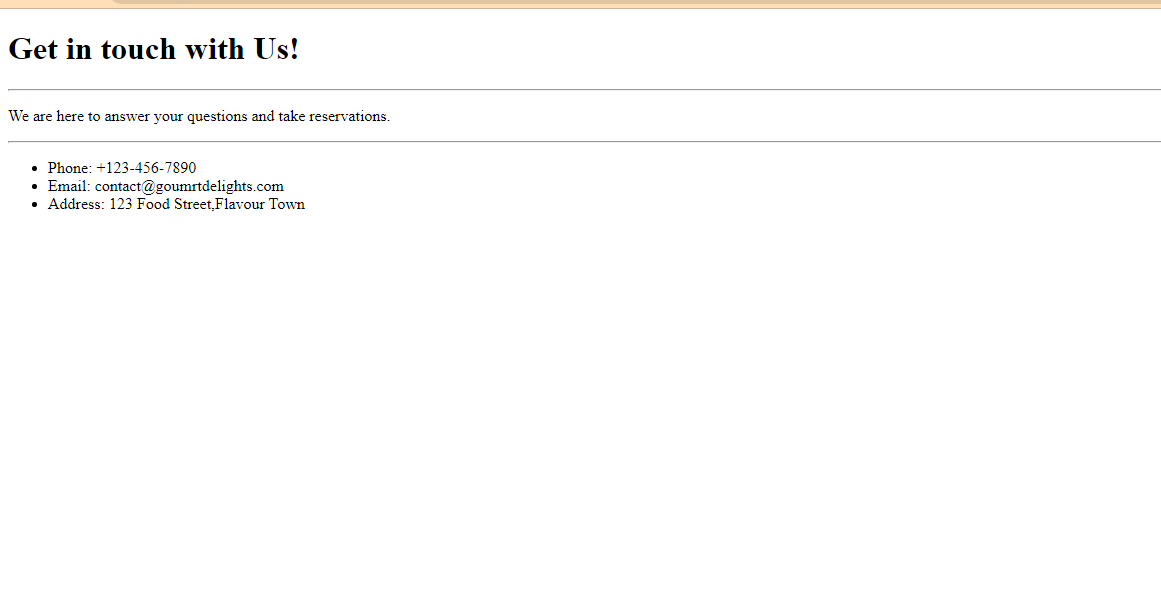 Get in touch with Us!
We are here to answer your questions and take reservations.
Phone: +123-456-7890
Email: contact@goumrtdelights.com
Address: 123 Food Street,Flavour Town